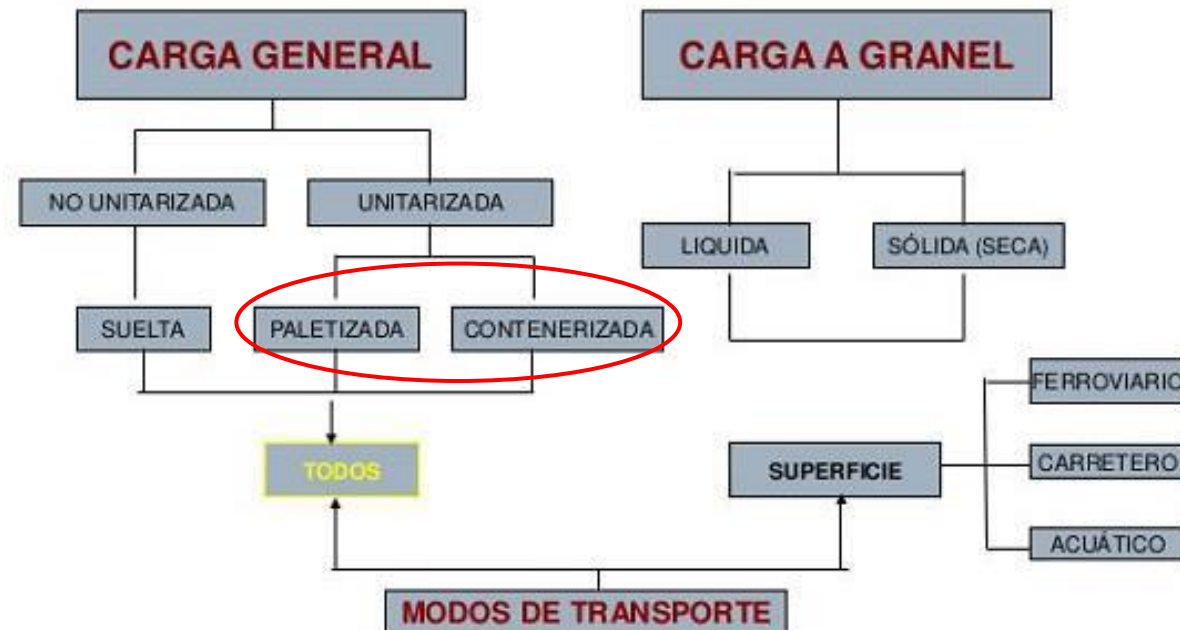 CARGA GENERAL
CARGA A GRANEL
NO UNITARIZADA
UNITARIZADA
LIQUIDA
SÓLIDA (SECA)
SUELTA
PALETIZADA
CONTENERIZADA
FERROVIARIO
TODOS
SUPERFICIE
CARRETERO
ACUÁTICO
MODOS DE TRANSPORTE